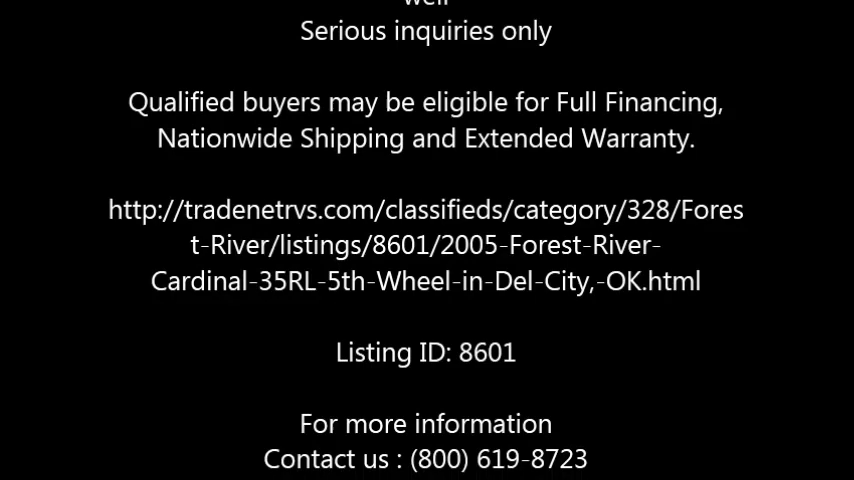 well
Serious inquiries only
Qualified buyers may be eligible for Full Financing,
Nationwide Shipping and Extended Warranty.
http://tradenetrvs.com/classifieds/category/328/Fores
t-River/listings/8601/2005-Forest-River-
Cardinal-35RL-5th-Wheel-in-Del-City,-OK.html
Listing ID: 8601
For more information
Contact us : (800) 619-8723